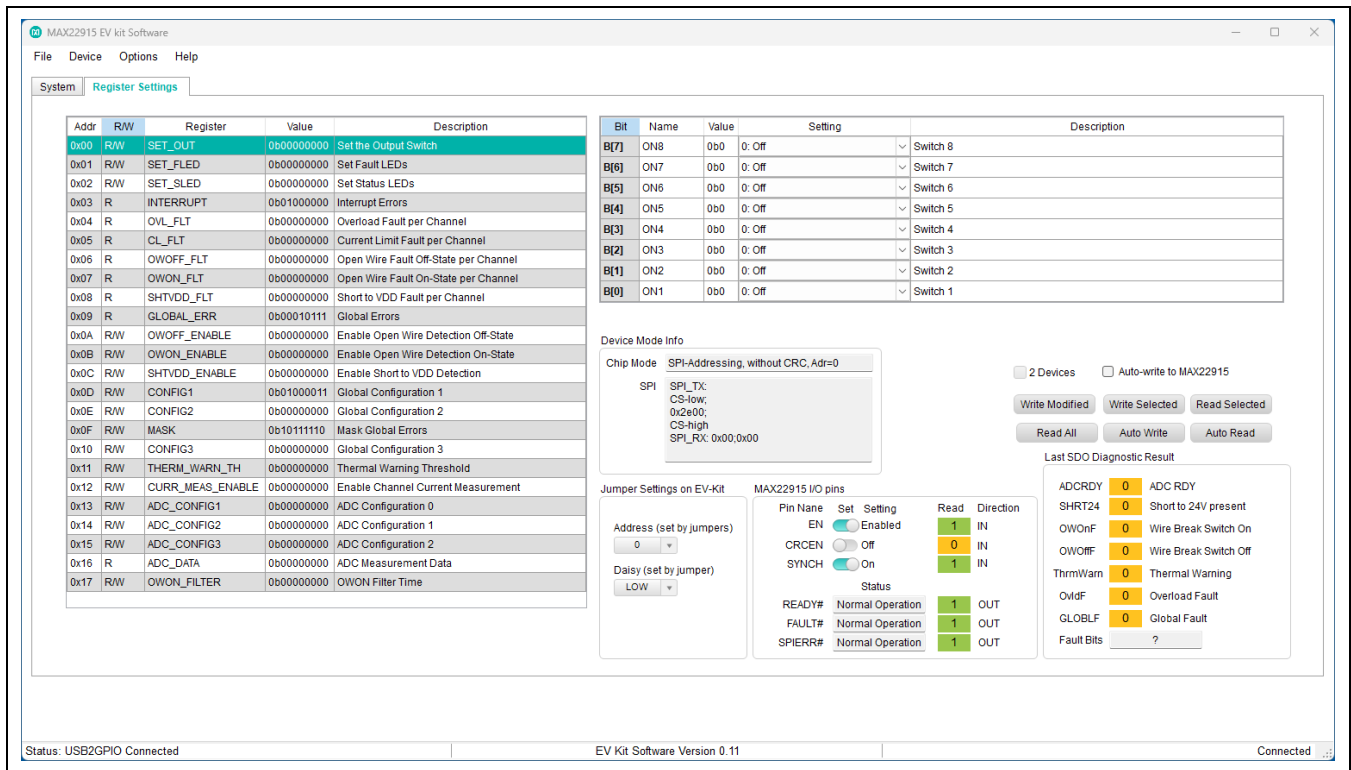 MAX22915 EV kit Software
File Device Options Help
System Register Settings
Addr R/W Register Value Description
0x00 R/W SET_OUT 0b00000000 Set the Output Switch
0x01 R/W SET_FLED 0b00000000 Set Fault LEDs
0x02 R/W SET_SLED 0b00000000 Set Status LEDs
0x03 R INTERRUPT 0b01000000 Interrupt Errors
0x04 R OVL_FLT 0b00000000 Overload Fault per Channel
0x05 R CL_FLT 0b00000000 Current Limit Fault per Channel
0x06 R OWOFF_FLT 0b00000000 Open Wire Fault Off-State per Channel
0x07 R OWON_FLT 0b00000000 Open Wire Fault On-State per Channel
0x08 R SHTVDD_FLT 0b00000000 Short to VDD Fault per Channel
0x09 R GLOBAL_ERR 0b00010111 Global Errors
0x0A R/W OWOFF_ENABLE 0b00000000 Enable Open Wire Detection Off-State
0x0B R/W OWON_ENABLE 0b00000000 Enable Open Wire Detection On-State
0x0C R/W SHTVDD_ENABLE 0b00000000 Enable Short to VDD Detection
0x0D R/W CONFIG1 0b01000011 Global Configuration 1
0x0E R/W CONFIG2 0b00000000 Global Configuration 2
0x0F R/W MASK 0b10111110 Mask Global Errors
0x10 R/W CONFIG3 0b00000000 Global Configuration 3
0x11 R/W THERM_WARN_TH 0b00000000 Thermal Warning Threshold
0x12 R/W CURR_MEAS_ENABLE 0b00000000 Enable Channel Current Measurement
0x13 R/W ADC_CONFIG1 0b00000000 ADC Configuration 0
0x14 R/W ADC_CONFIG2 0b00000000 ADC Configuration 1
0x15 R/W ADC_CONFIG3 0b00000000 ADC Configuration 2
0x16 R ADC_DATA 0b00000000 ADC Measurement Data
0x17 R/W OWON_FILTER 0b00000000 OWON Filter Time
Bit Name Value Setting Description
B[7] ON8 0b0 0: Off Switch 8
B[6] ON7 0b0 0: Off Switch 7
B[5] ON6 0b0 0: Off Switch 6
B[4] ON5 0b0 0: Off Switch 5
B[3] ON4 0b0 0: Off Switch 4
B[2] ON3 0b0 0: Off Switch 3
B[1] ON2 0b0 0: Off Switch 2
B[0] ON1 0b0 0: Off Switch 1
Device Mode Info
Chip Mode SPI-Addressing, without CRC, Adr=0
SPI SPI_TX:
CS-low;
0x2e00;
CS-high
SPI_RX: 0x00;0x00
2 Devices Auto-write to MAX22915
Write Modified Write Selected Read Selected
Read All Auto Write Auto Read
Jumper Settings on EV-Kit
Address (set by jumpers)
0
Daisy (set by jumper)
LOW
MAX22915 I/O pins
Pin Nane Set Setting Read Direction
EN Enabled 1 IN
CRCEN Off 0 IN
SYNCH On 1 IN
Status
READY# Normal Operation 1 OUT
FAULT# Normal Operation 1 OUT
SPIERR# Normal Operation 1 OUT
Last SDO Diagnostic Result
ADCRDY 0 ADC RDY
SHRT24 0 Short to 24V present
OWOnF 0 Wire Break Switch On
OWOffF 0 Wire Break Switch Off
ThrmWarn 0 Thermal Warning
OvldF 0 Overload Fault
GLOBLF 0 Global Fault
Fault Bits ?
Status: USB2GPIO Connected EV Kit Software Version 0.11 Connected